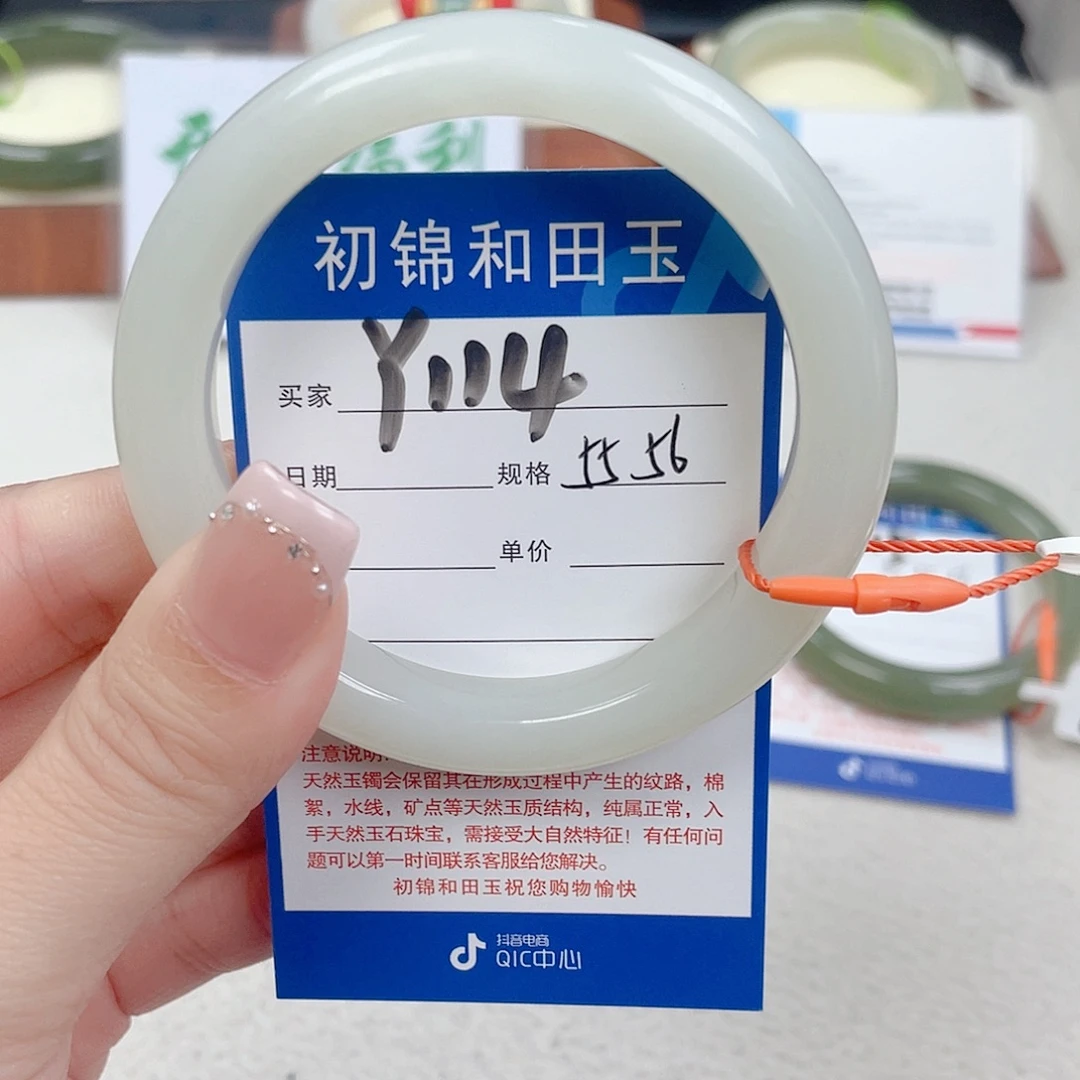 福利
初锦和田玉
买家 Y1114
日期 规格 55 56
单价
注意说明
天然玉镯会保留其在形成过程中产生的纹路，棉
絮，水线，矿点等天然玉质结构，纯属正常，入
手天然玉石珠宝，需接受大自然特征！有任何问
题可以第一时间联系客服给您解决。
初锦和田玉祝您购物愉快
抖音电商
QIC中心